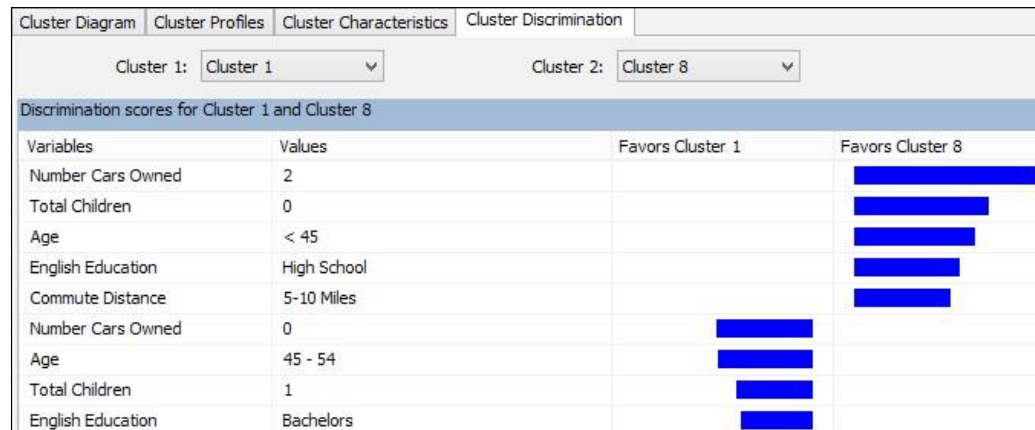 Cluster Diagram Cluster Profiles Cluster Characteristics Cluster Discrimination
Cluster 1: Cluster 1 Cluster 2: Cluster 8
Discrimination scores for Cluster 1 and Cluster 8
Variables Values Favors Cluster 1 Favors Cluster 8
Number Cars Owned 2
Total Children 0
Age < 45
English Education High School
Commute Distance 5-10 Miles
Number Cars Owned 0
Age 45 - 54
Total Children 1
English Education Bachelors